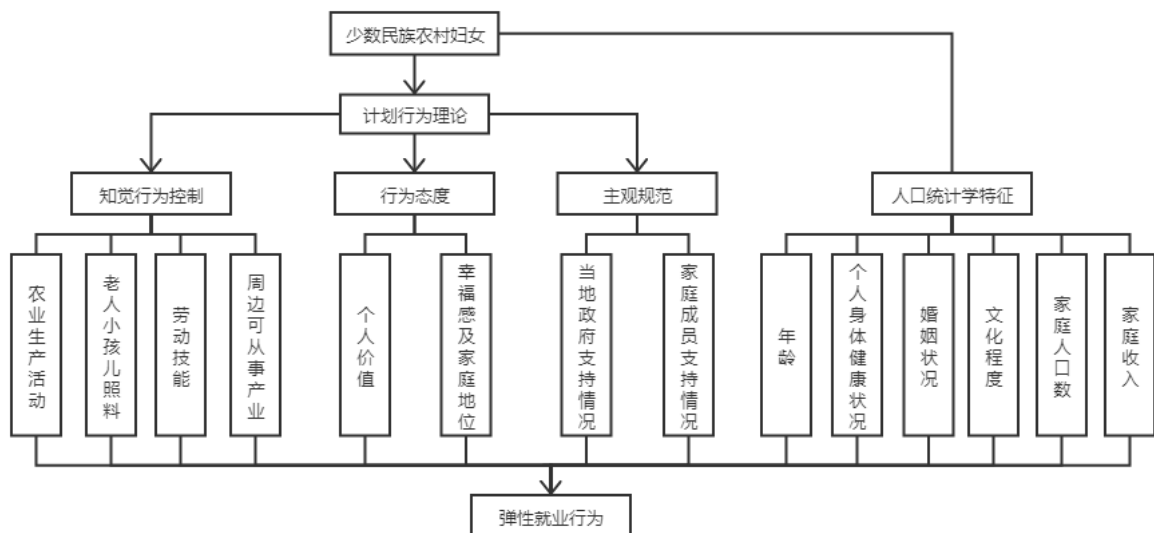 少数民族农村妇女
计划行为理论
知觉行为控制
行为态度
主观规范
人口统计学特征
农业生产活动
老人小孩儿照料
劳动技能
周边可从事产业
个人价值
幸福感及家庭地位
当地政府支持情况
家庭成员支持情况
年龄
个人身体健康状况
婚姻状况
文化程度
家庭人口数
家庭收入
弹性就业行为